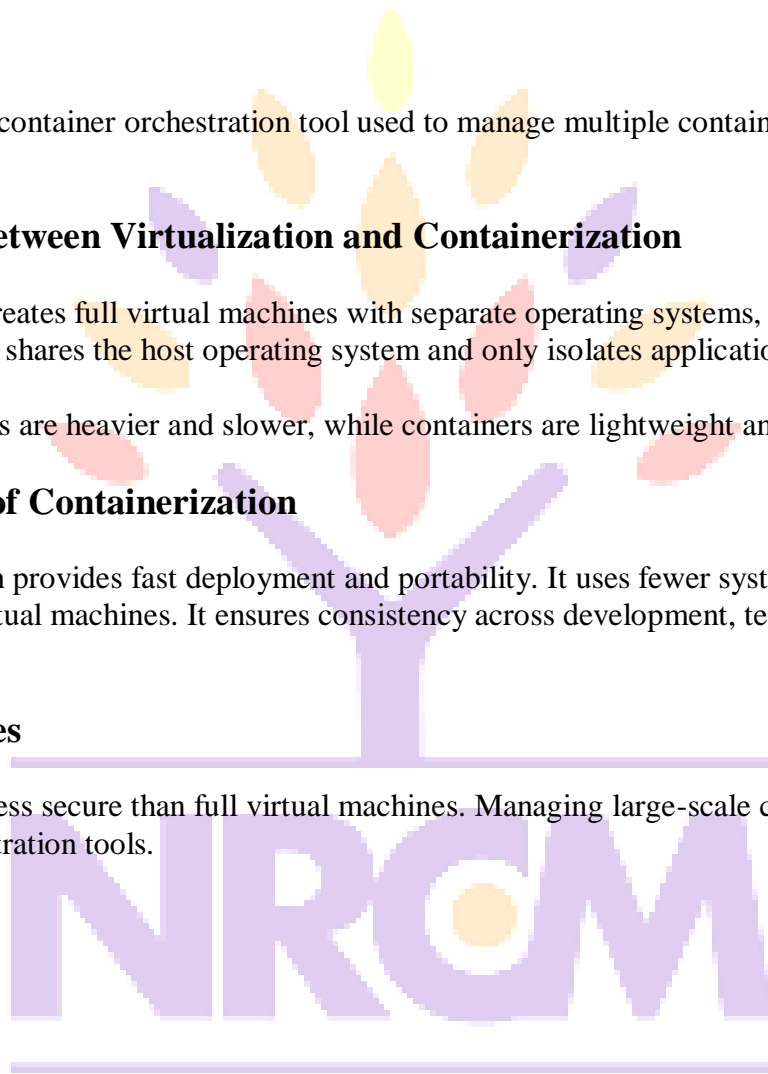 container orchestration tool used to manage multiple contain
etween Virtualization and Containerization
reates full virtual machines with separate operating systems,
shares the host operating system and only isolates applicatio
s are heavier and slower, while containers are lightweight an
of Containerization
n provides fast deployment and portability. It uses fewer syst
tual machines. It ensures consistency across development, te
es
ess secure than full virtual machines. Managing large-scale c
tration tools.
NRCM